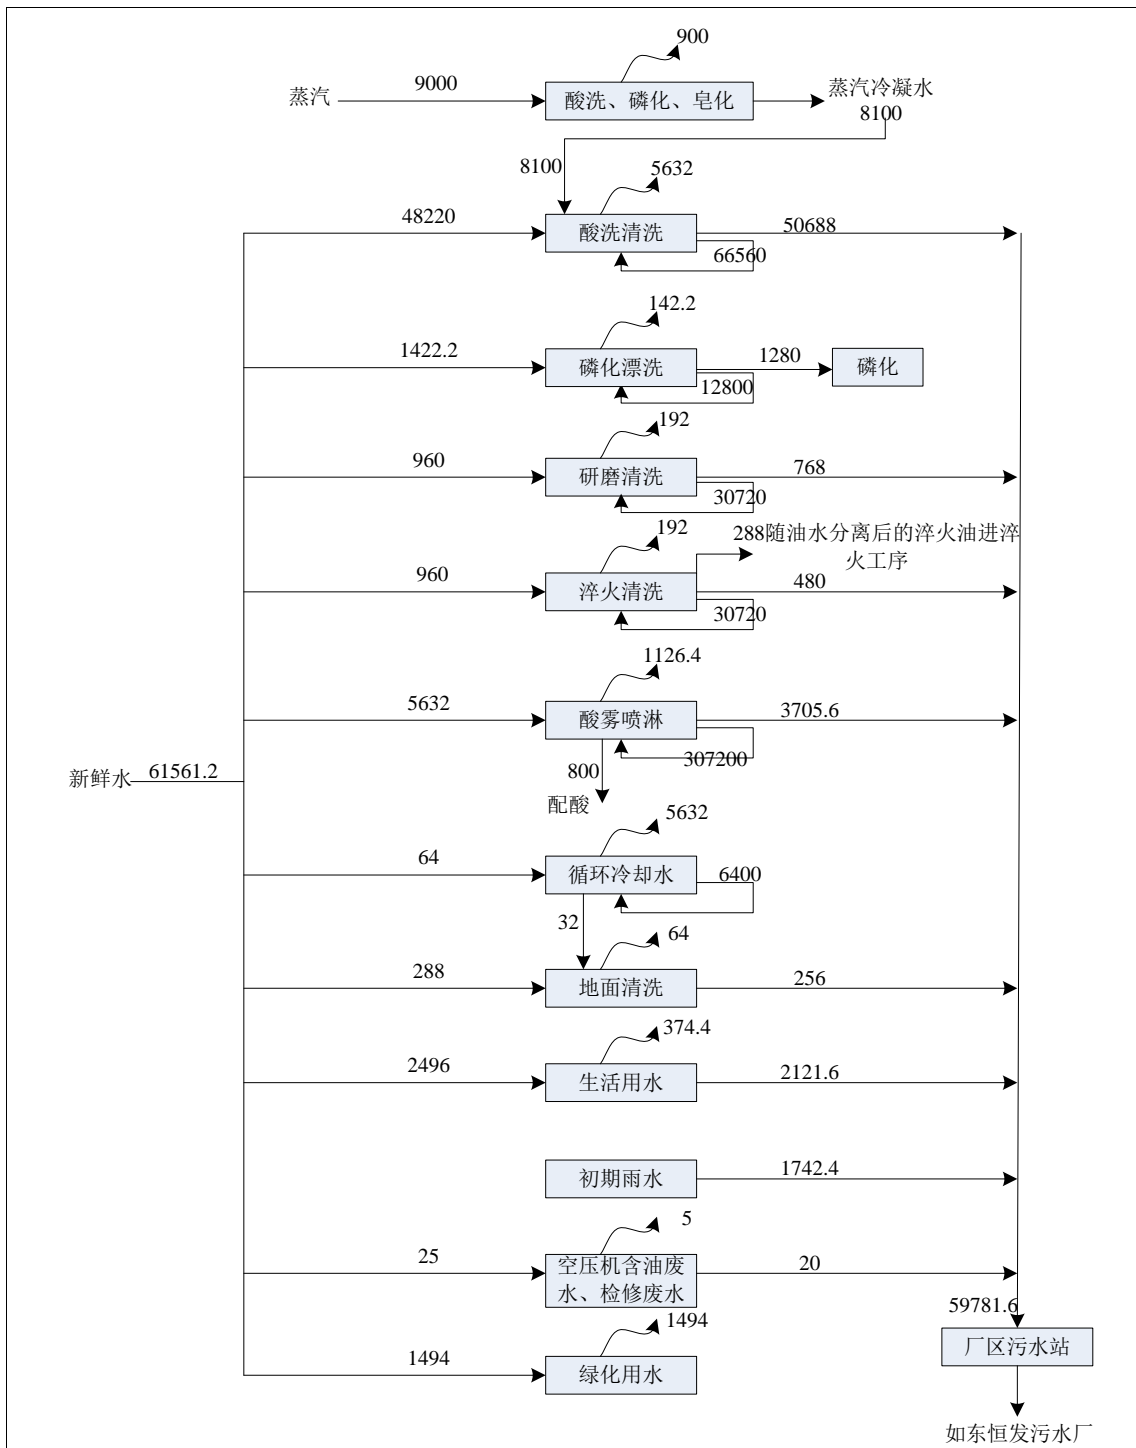 900
蒸汽
9000
酸洗、磷化、皂化
蒸汽冷凝水
8100
8100
5632
48220
酸洗清洗
50688
66560
142.2
1422.2
磷化漂洗
1280
磷化
12800
192
960
研磨清洗
768
30720
192
288随油水分离后的淬火油进淬
火工序
960
淬火清洗
480
30720
1126.4
5632
酸雾喷淋
3705.6
307200
800
配酸
新鲜水
61561.2
5632
64
循环冷却水
6400
32
64
288
地面清洗
256
374.4
2496
生活用水
2121.6
初期雨水
1742.4
5
25
空压机含油废
水、检修废水
20
59781.6
1494
厂区污水站
1494
绿化用水
如东恒发污水厂